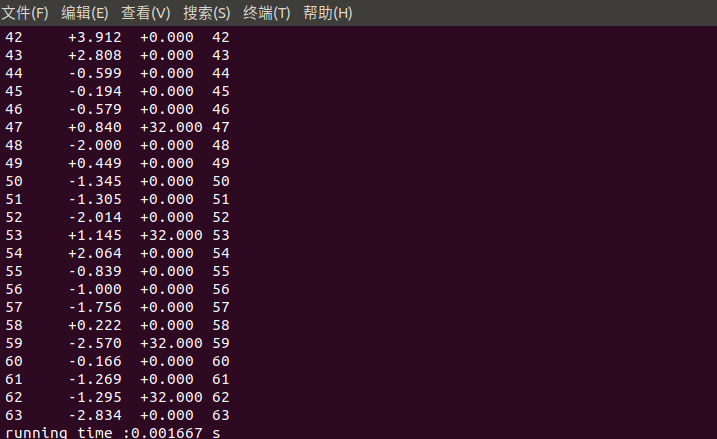 文件(F) 编辑(E) 查看(V) 搜索(S) 终端(T) 帮助(H)
42 +3.912 +0.000 42
43 +2.808 +0.000 43
44 -0.599 +0.000 44
45 -0.194 +0.000 45
46 -0.579 +0.000 46
47 +0.840 +32.000 47
48 -2.000 +0.000 48
49 +0.449 +0.000 49
50 -1.345 +0.000 50
51 -1.305 +0.000 51
52 -2.014 +0.000 52
53 +1.145 +32.000 53
54 +2.064 +0.000 54
55 -0.839 +0.000 55
56 -1.000 +0.000 56
57 -1.756 +0.000 57
58 +0.222 +0.000 58
59 -2.570 +32.000 59
60 -0.166 +0.000 60
61 -1.269 +0.000 61
62 -1.295 +32.000 62
63 -2.834 +0.000 63
running time :0.001667 s